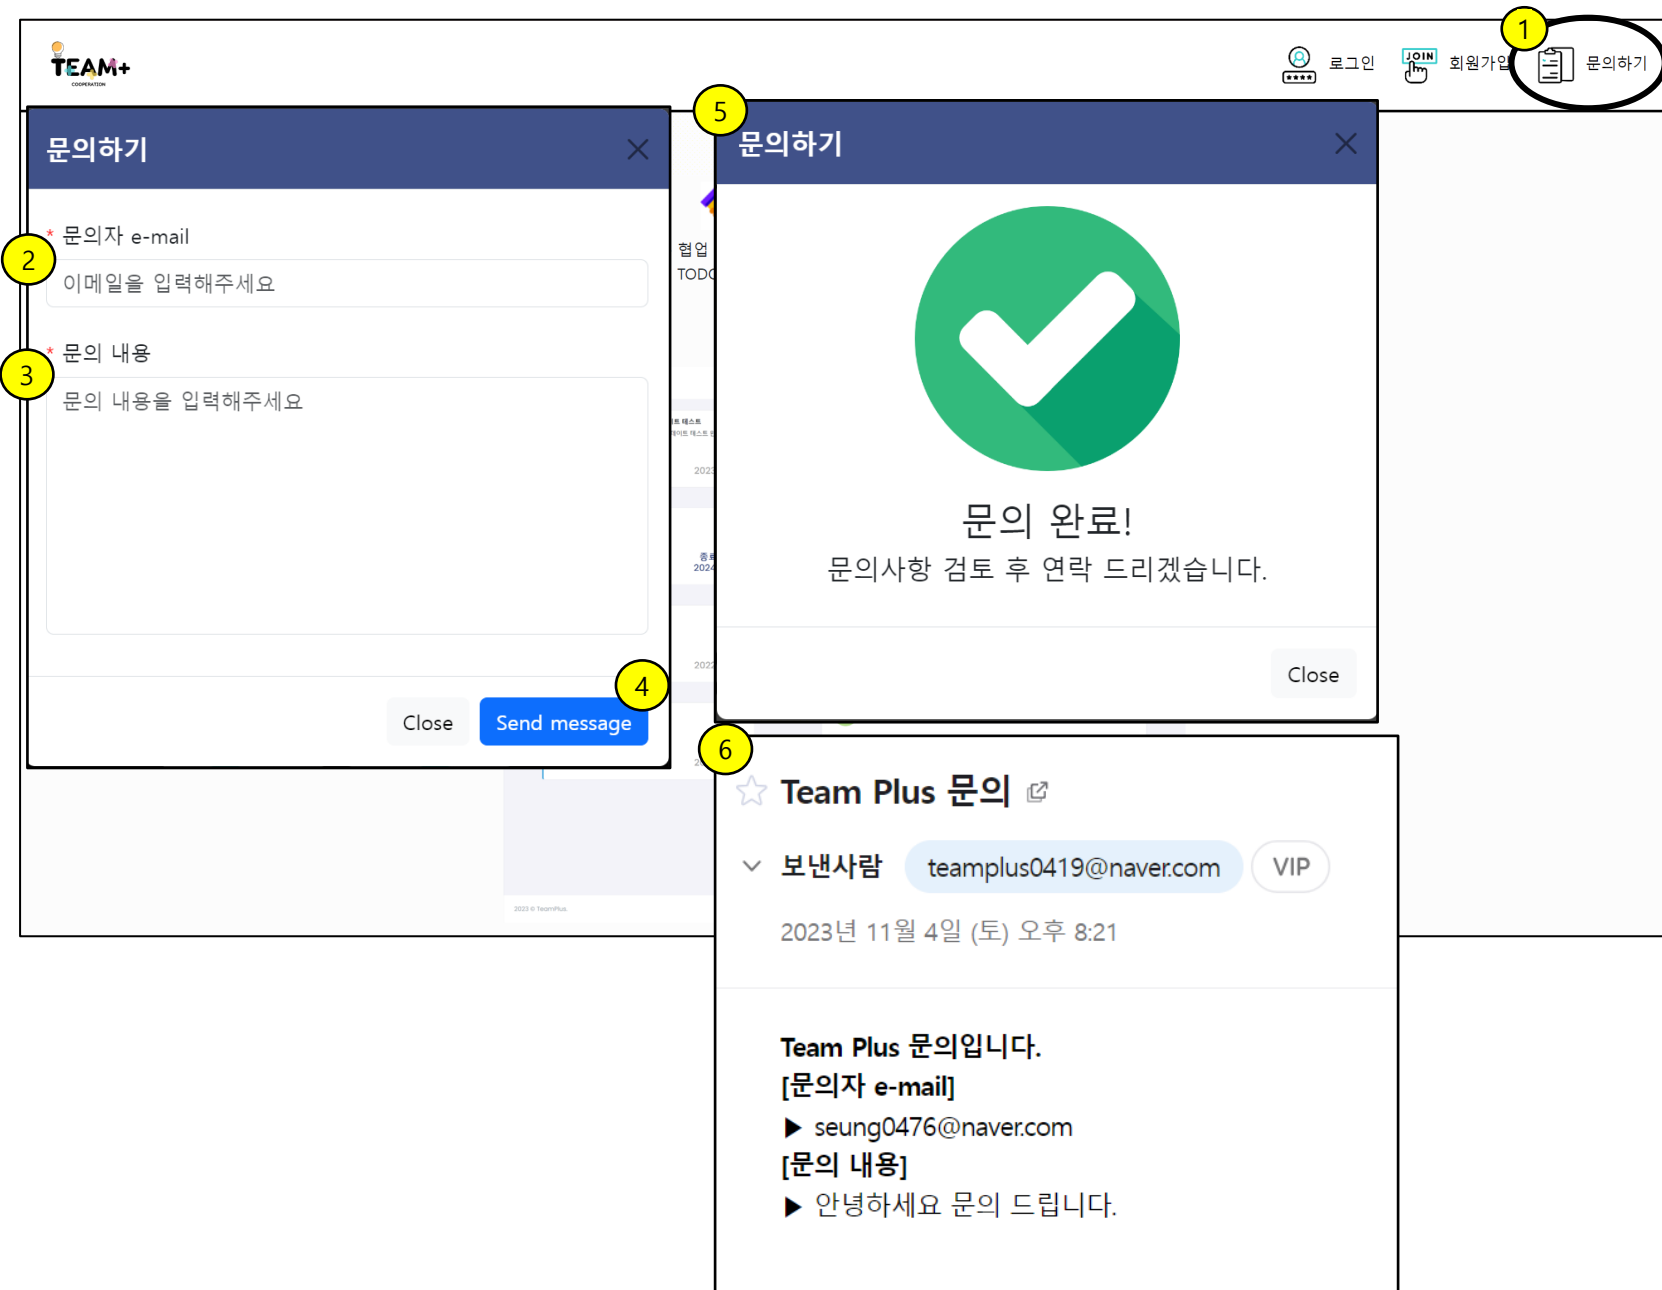 TEAM+
COOPERATION
로그인
JOIN
회원가입
1
문의하기
문의하기
* 문의자 e-mail
2
이메일을 입력해주세요
* 문의 내용
3
문의 내용을 입력해주세요
4
Close
Send message
협업
2023
2024
2022
2023 © TeamPlus.
5
문의하기
문의 완료!
문의사항 검토 후 연락 드리겠습니다.
Close
6
Team Plus 문의
보낸사람 teamplus0419@naver.com VIP
2023년 11월 4일 (토) 오후 8:21
Team Plus 문의입니다.
[문의자 e-mail]
▶ seung0476@naver.com
[문의 내용]
▶ 안녕하세요 문의 드립니다.